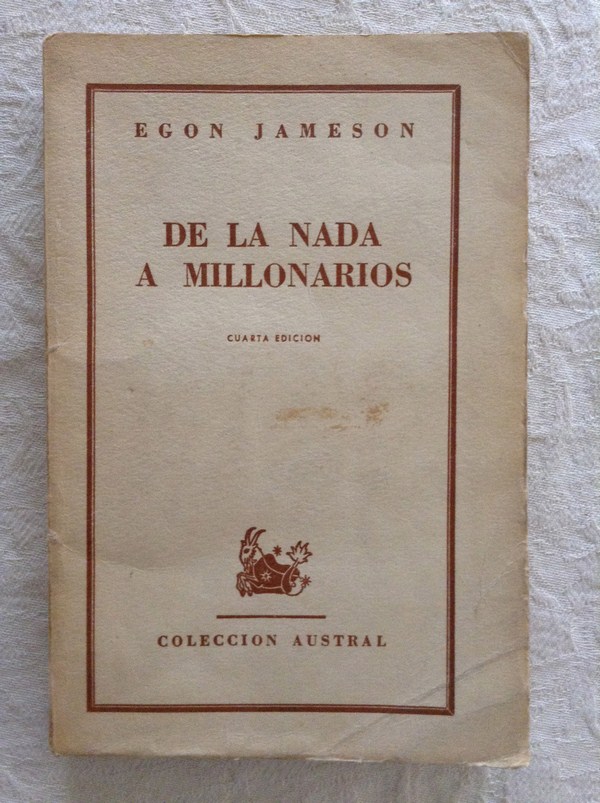 EGON JAMESON
DE LA NADA
A MILLONARIOS
CUARTA EDICION
COLECCION AUSTRAL